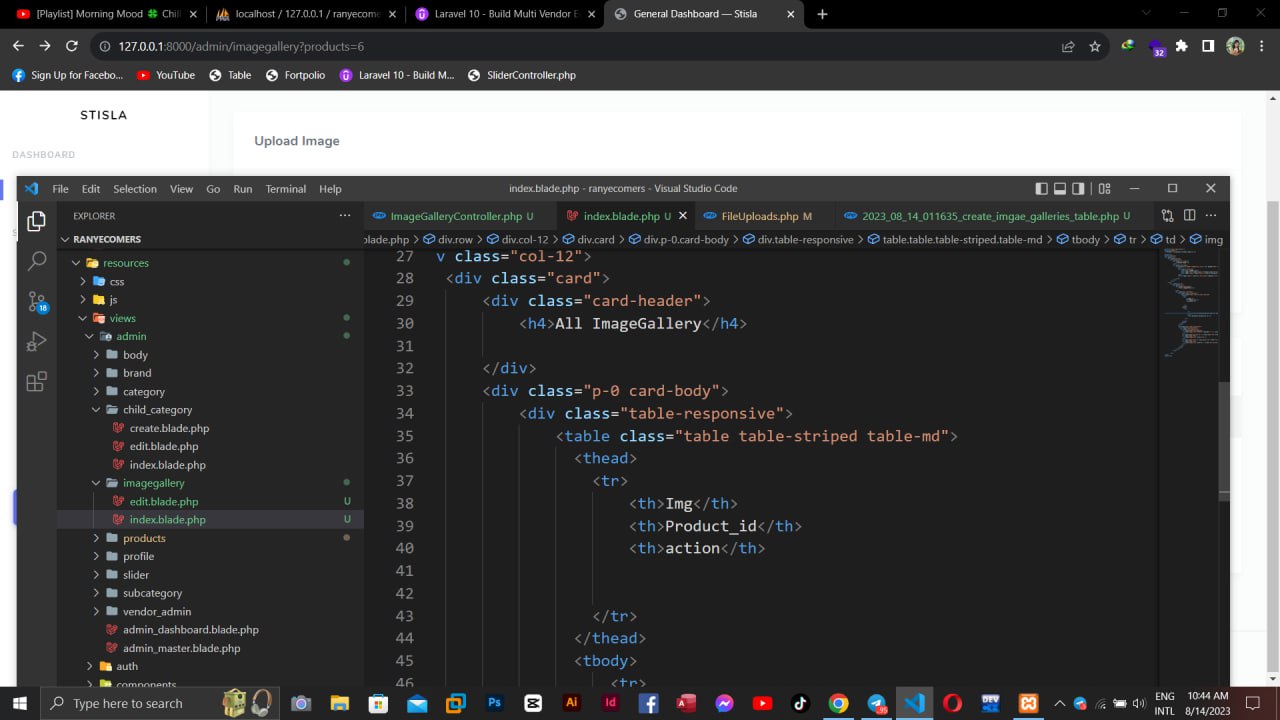 [Playlist] Morning Mood 🍀 Chil
localhost / 127.0.0.1 / ranyecome
Laravel 10 - Build Multi Vendor E
General Dashboard — Stisla
127.0.0.1:8000/admin/imagegallery?products=6
32
Sign Up for Facebo...
YouTube
Table
Fortpolio
Laravel 10 - Build M...
SliderController.php
STISLA
DASHBOARD
Upload Image
File Edit Selection View Go Run Terminal Help
index.blade.php - ranyecomers - Visual Studio Code
EXPLORER
ImageGalleryController.php U
index.blade.php U
FileUploads.php M
2023_08_14_011635_create_imgae_galleries_table.php U
RANYECOMERS
blade.php > div.row > div.col-12 > div.card > div.p-0.card-body > div.table-responsive > table.table.table-striped.table-md > tbody > tr > td > img
resources
css
js
views
admin
body
brand
category
child_category
create.blade.php
edit.blade.php
index.blade.php
imagegallery
edit.blade.php U
index.blade.php U
products
profile
slider
subcategory
vendor_admin
admin_dashboard.blade.php
admin_master.blade.php
auth
components
18
27 v class="col-12">
28 <div class="card">
29 <div class="card-header">
30 <h4>All ImageGallery</h4>
31
32 </div>
33 <div class="p-0 card-body">
34 <div class="table-responsive">
35 <table class="table table-striped table-md">
36 <thead>
37 <tr>
38 <th>Img</th>
39 <th>Product_id</th>
40 <th>action</th>
41
42
43 </tr>
44 </thead>
45 <tbody>
46 <tr>
Type here to search
95
ENG
INTL
10:44 AM
8/14/2023